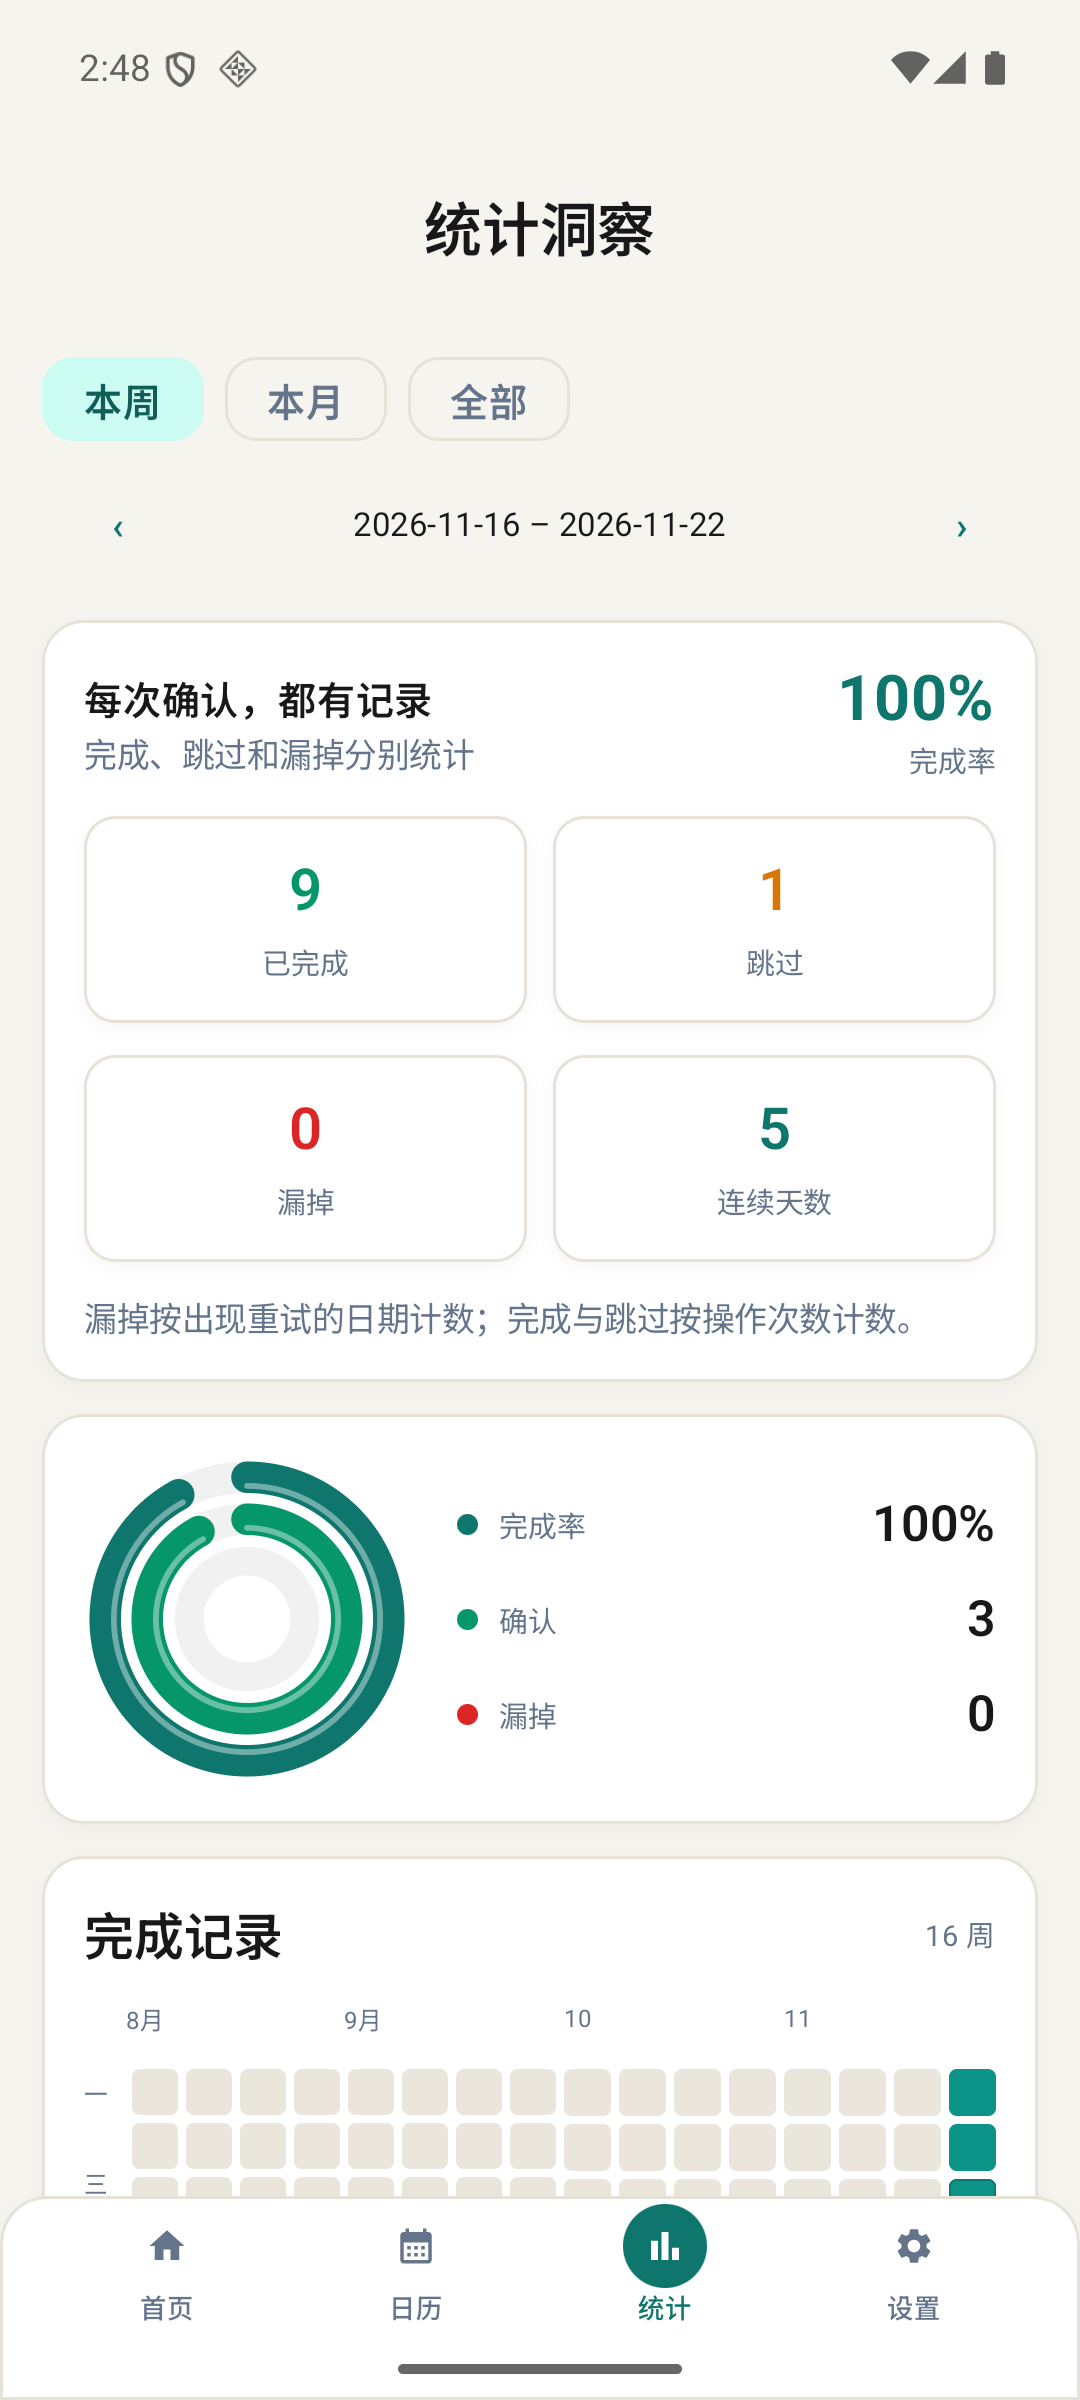 2:48
统计洞察
本周 本月 全部
‹ 2026-11-16 – 2026-11-22 ›
每次确认，都有记录
100%
完成、跳过和漏掉分别统计
完成率
9 1
已完成 跳过
0 5
漏掉 连续天数
漏掉按出现重试的日期计数；完成与跳过按操作次数计数。
完成率 100%
确认 3
漏掉 0
完成记录 16 周
8月 9月 10 11
一
三
首页 日历 统计 设置